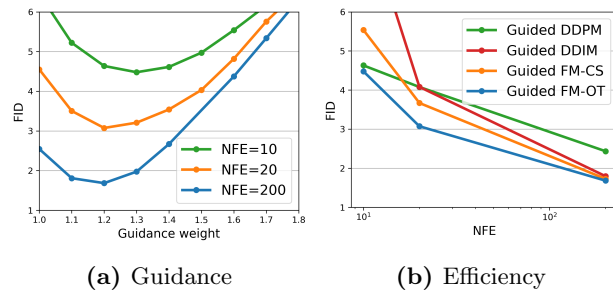 FID
6
5
4
3
2
1
NFE=10
NFE=20
NFE=200
1.0 1.1 1.2 1.3 1.4 1.5 1.6 1.7 1.8
Guidance weight
(a) Guidance
FID
6
5
4
3
2
1
Guided DDPM
Guided DDIM
Guided FM-CS
Guided FM-OT
10¹ 10²
NFE
(b) Efficiency